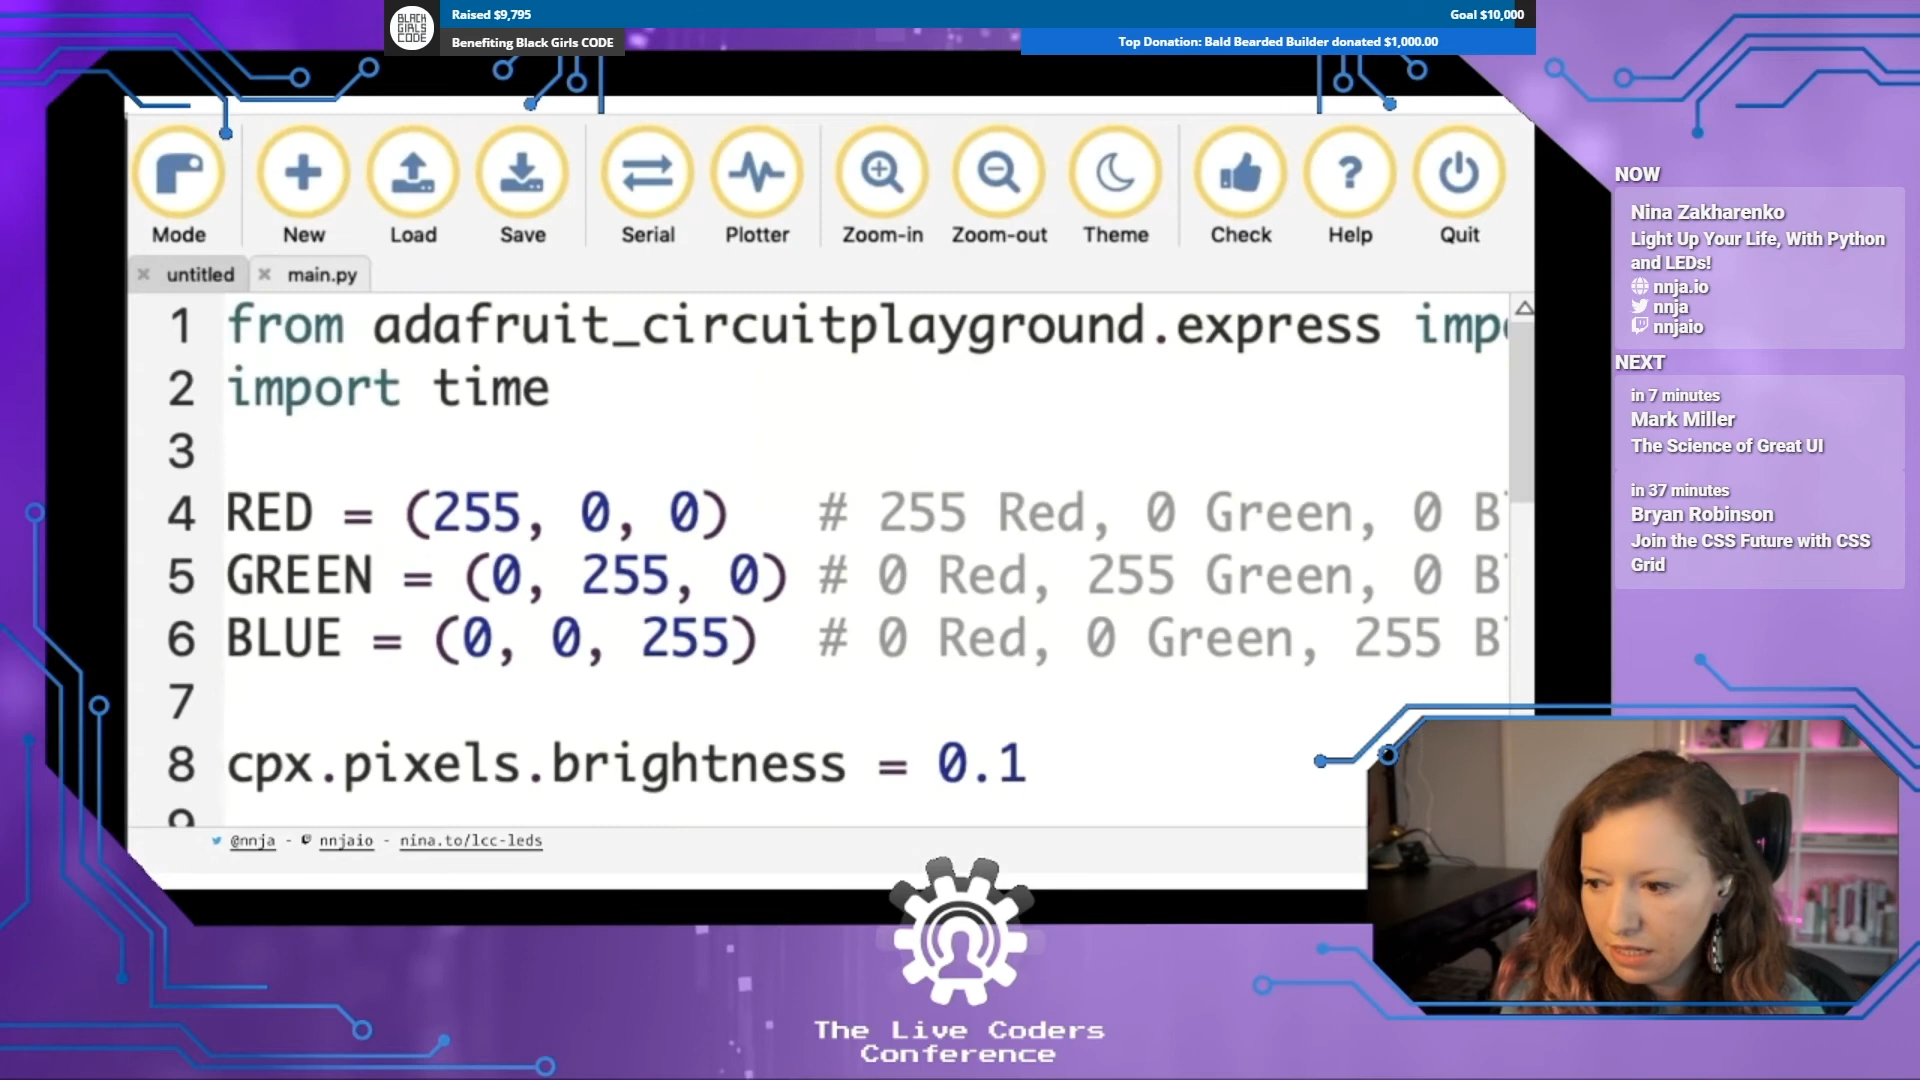 BLACK
GIRLS
CODE
Raised $9,795
Goal $10,000
Benefiting Black Girls CODE
Top Donation: Bald Bearded Builder donated $1,000.00
Mode
New
Load
Save
Serial
Plotter
Zoom-in
Zoom-out
Theme
Check
Help
Quit
untitled
main.py
1 from adafruit_circuitplayground.express imp
2 import time
3
4 RED = (255, 0, 0) # 255 Red, 0 Green, 0 B
5 GREEN = (0, 255, 0) # 0 Red, 255 Green, 0 B
6 BLUE = (0, 0, 255) # 0 Red, 0 Green, 255 B
7
8 cpx.pixels.brightness = 0.1
9
@nnja - nnjaio - nina.to/lcc-leds
NOW
Nina Zakharenko
Light Up Your Life, With Python
and LEDs!
nnja.io
nnja
nnjaio
NEXT
in 7 minutes
Mark Miller
The Science of Great UI
in 37 minutes
Bryan Robinson
Join the CSS Future with CSS
Grid
The Live Coders
Conference